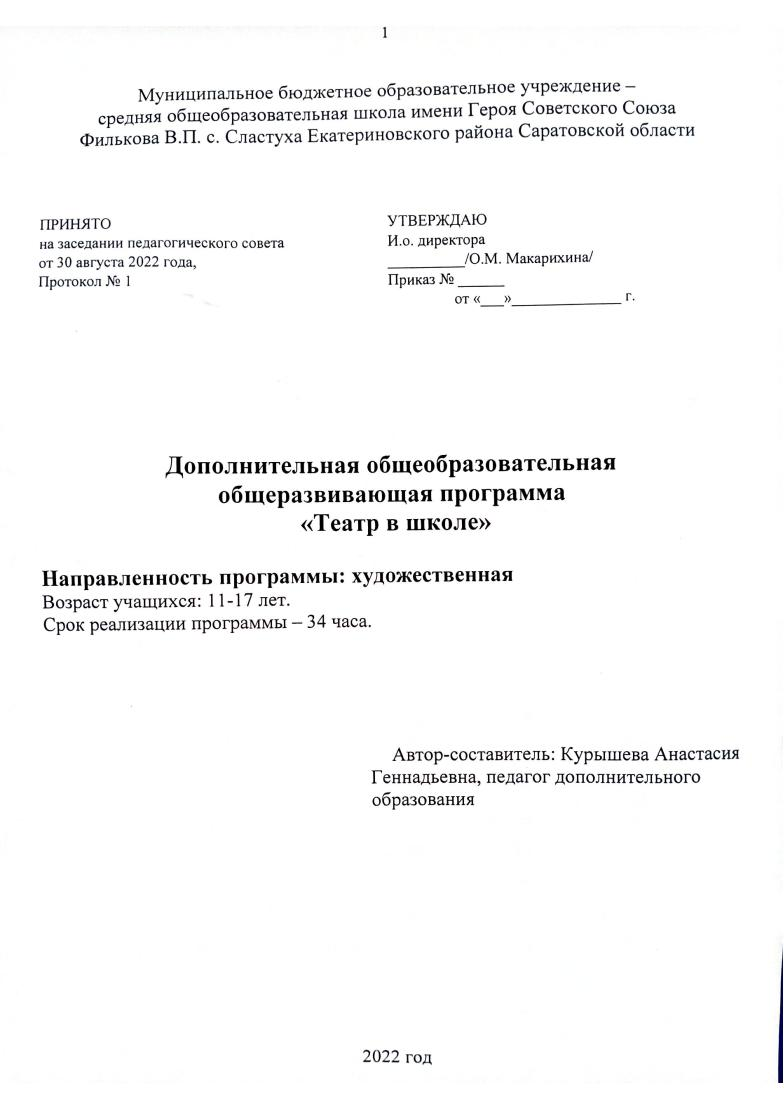 1
Муниципальное бюджетное образовательное учреждение –
средняя общеобразовательная школа имени Героя Советского Союза
Филькова В.П. с. Сластуха Екатериновского района Саратовской области
ПРИНЯТО
на заседании педагогического совета
от 30 августа 2022 года,
Протокол № 1
УТВЕРЖДАЮ
И.о. директора
__________/О.М. Макарихина/
Приказ № ______
от «___»______________ г.
Дополнительная общеобразовательная
общеразвивающая программа
«Театр в школе»
Направленность программы: художественная
Возраст учащихся: 11-17 лет.
Срок реализации программы – 34 часа.
Автор-составитель: Курышева Анастасия
Геннадьевна, педагог дополнительного
образования
2022 год